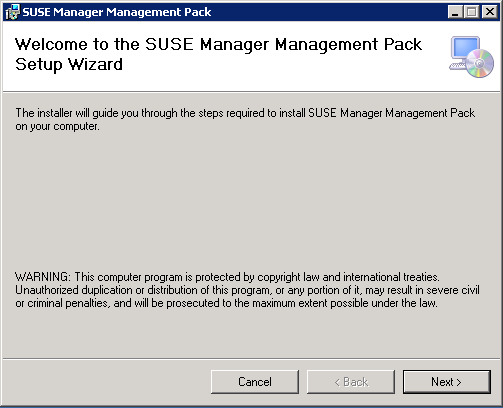 SUSE Manager Management Pack
Welcome to the SUSE Manager Management Pack
Setup Wizard
The installer will guide you through the steps required to install SUSE Manager Management Pack
on your computer.
WARNING: This computer program is protected by copyright law and international treaties.
Unauthorized duplication or distribution of this program, or any portion of it, may result in severe civil
or criminal penalties, and will be prosecuted to the maximum extent possible under the law.
Cancel
< Back
Next >